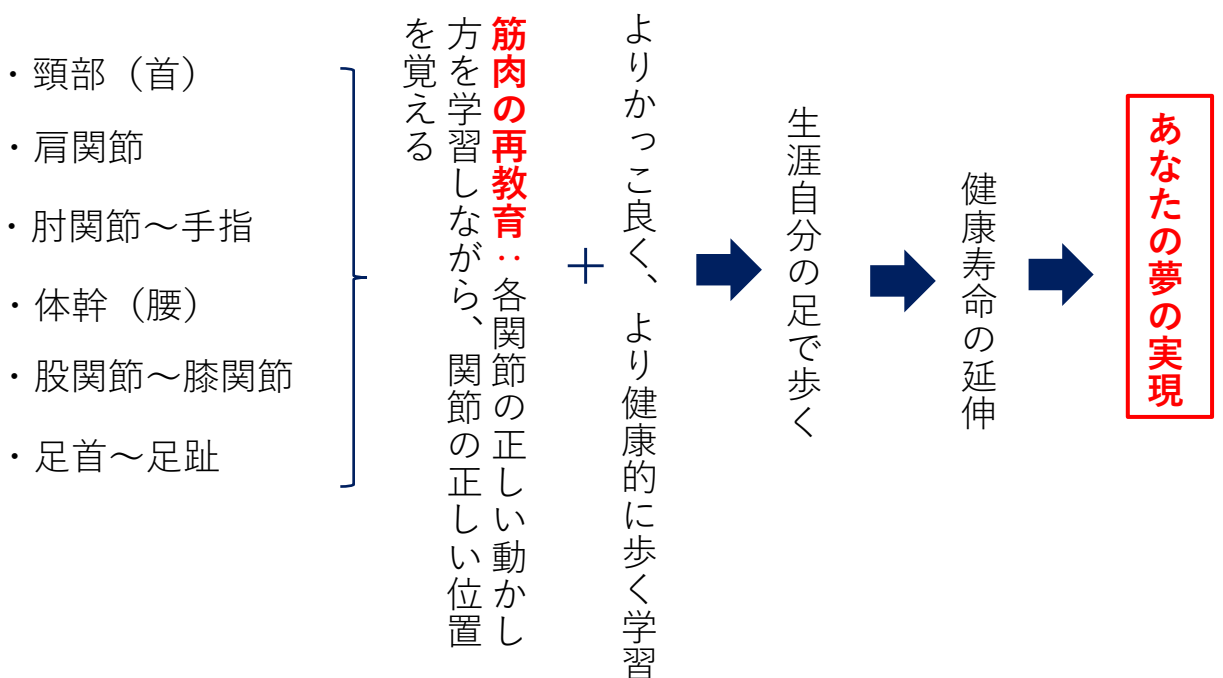 ・頸部（首）
・肩関節
・肘関節～手指
・体幹（腰）
・股関節～膝関節
・足首～足趾
筋肉の再教育：各関節の正しい動かし
方を学習しながら、関節の正しい位置
を覚える
＋
よりかっこ良く、より健康的に歩く学習
生涯自分の足で歩く
健康寿命の延伸
あなたの夢の実現